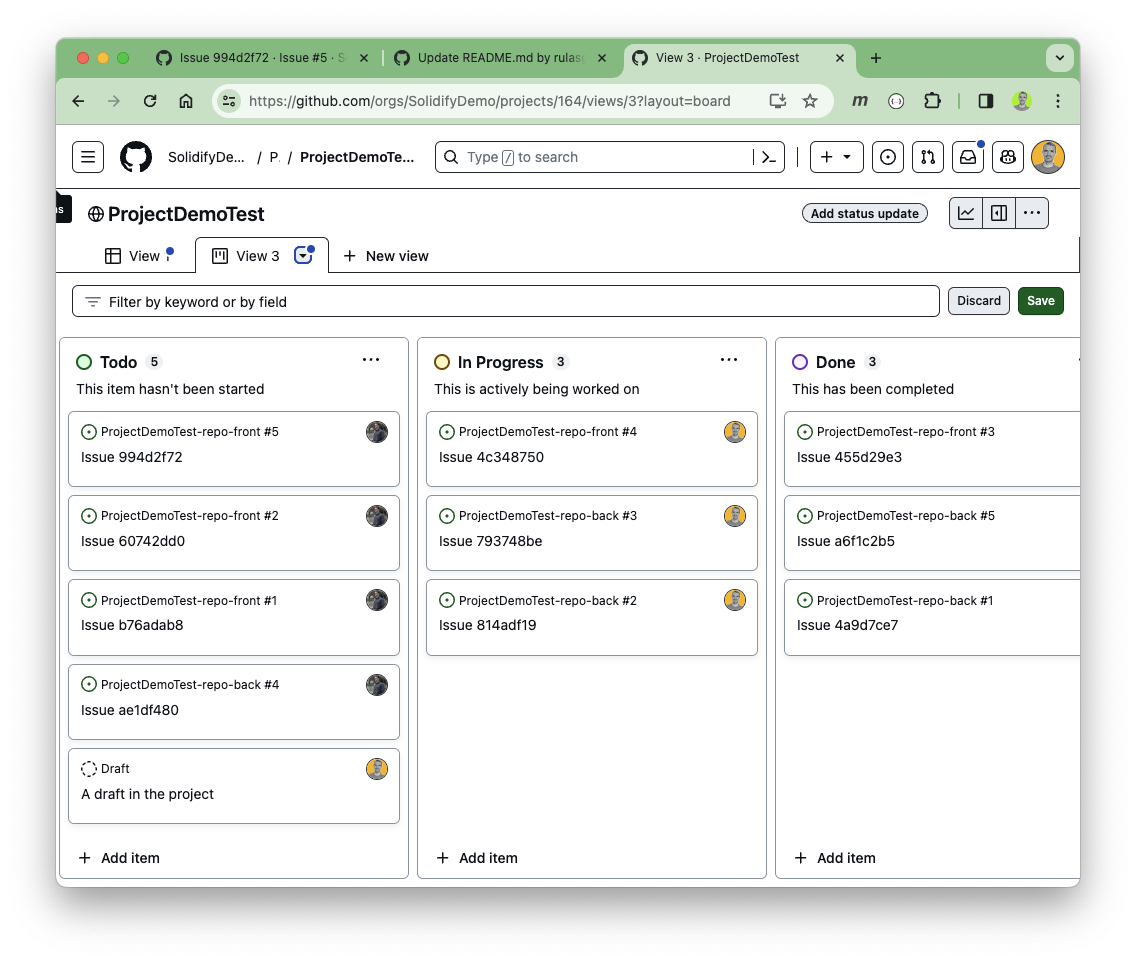 Issue 994d2f72 · Issue #5 · S
Update README.md by rulas
View 3 · ProjectDemoTest
https://github.com/orgs/SolidifyDemo/projects/164/views/3?layout=board
m
SolidifyDe... / P. / ProjectDemoTe...
Type / to search
ns
ProjectDemoTest
Add status update
View
View 3
New view
Filter by keyword or by field
Discard
Save
Todo 5
This item hasn't been started
ProjectDemoTest-repo-front #5
Issue 994d2f72
ProjectDemoTest-repo-front #2
Issue 60742dd0
ProjectDemoTest-repo-front #1
Issue b76adab8
ProjectDemoTest-repo-back #4
Issue ae1df480
Draft
A draft in the project
Add item
In Progress 3
This is actively being worked on
ProjectDemoTest-repo-front #4
Issue 4c348750
ProjectDemoTest-repo-back #3
Issue 793748be
ProjectDemoTest-repo-back #2
Issue 814adf19
Add item
Done 3
This has been completed
ProjectDemoTest-repo-front #3
Issue 455d29e3
ProjectDemoTest-repo-back #5
Issue a6f1c2b5
ProjectDemoTest-repo-back #1
Issue 4a9d7ce7
Add item